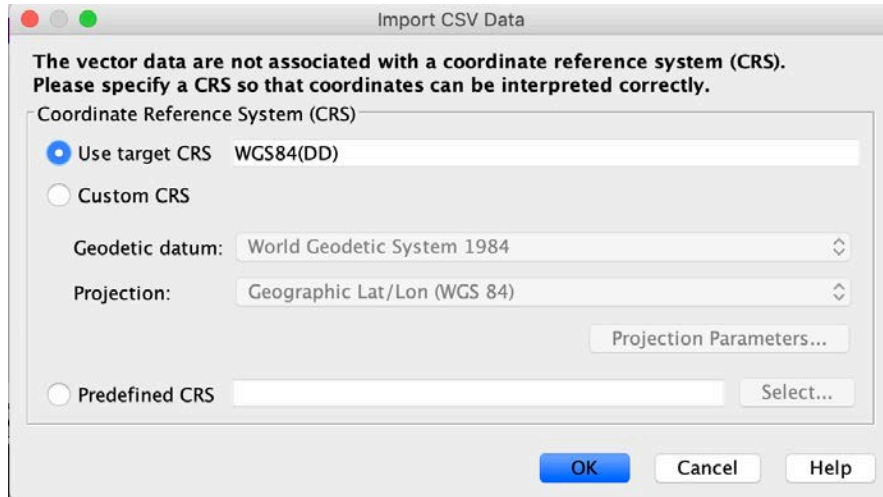 Import CSV Data
The vector data are not associated with a coordinate reference system (CRS).
Please specify a CRS so that coordinates can be interpreted correctly.
Coordinate Reference System (CRS)
Use target CRS WGS84(DD)
Custom CRS
Geodetic datum: World Geodetic System 1984
Projection: Geographic Lat/Lon (WGS 84)
Projection Parameters...
Predefined CRS Select...
OK Cancel Help